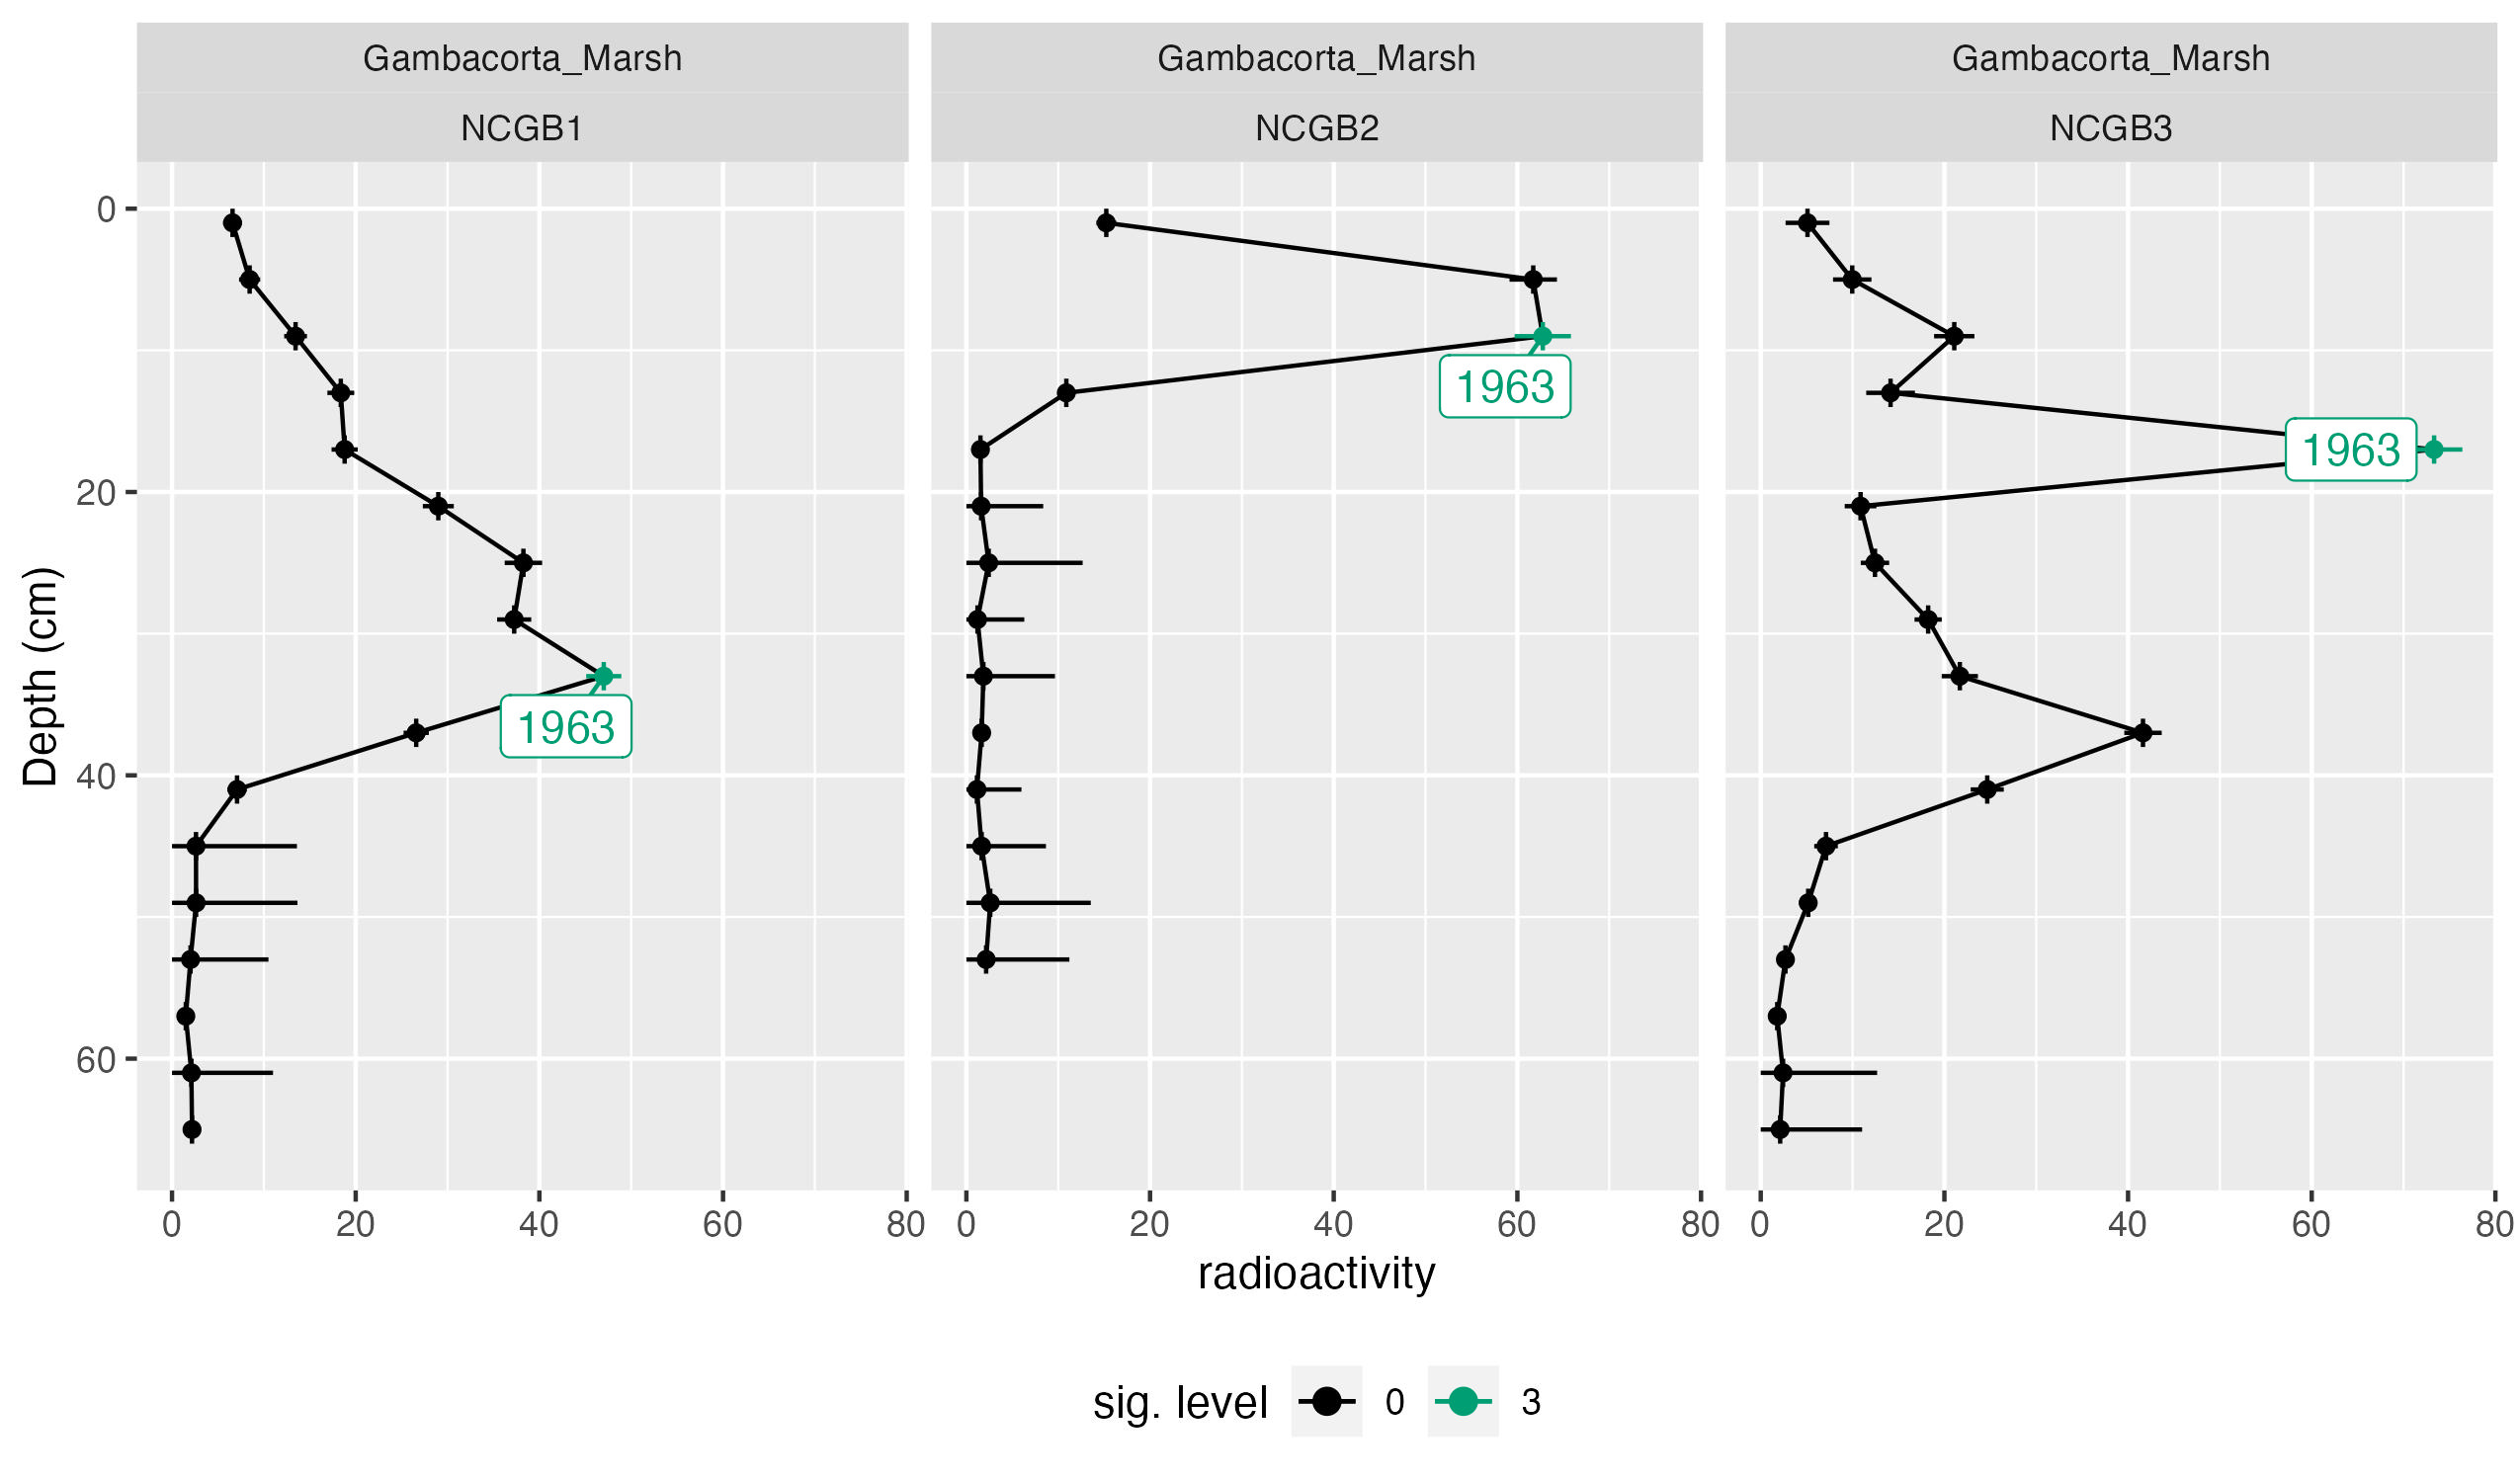 Gambacorta_Marsh Gambacorta_Marsh Gambacorta_Marsh
NCGB1 NCGB2 NCGB3
0
20
40
60
Depth (cm)
1963
1963
1963
0 20 40 60 80 0 20 40 60 80 0 20 40 60 80
radioactivity
sig. level 0 3